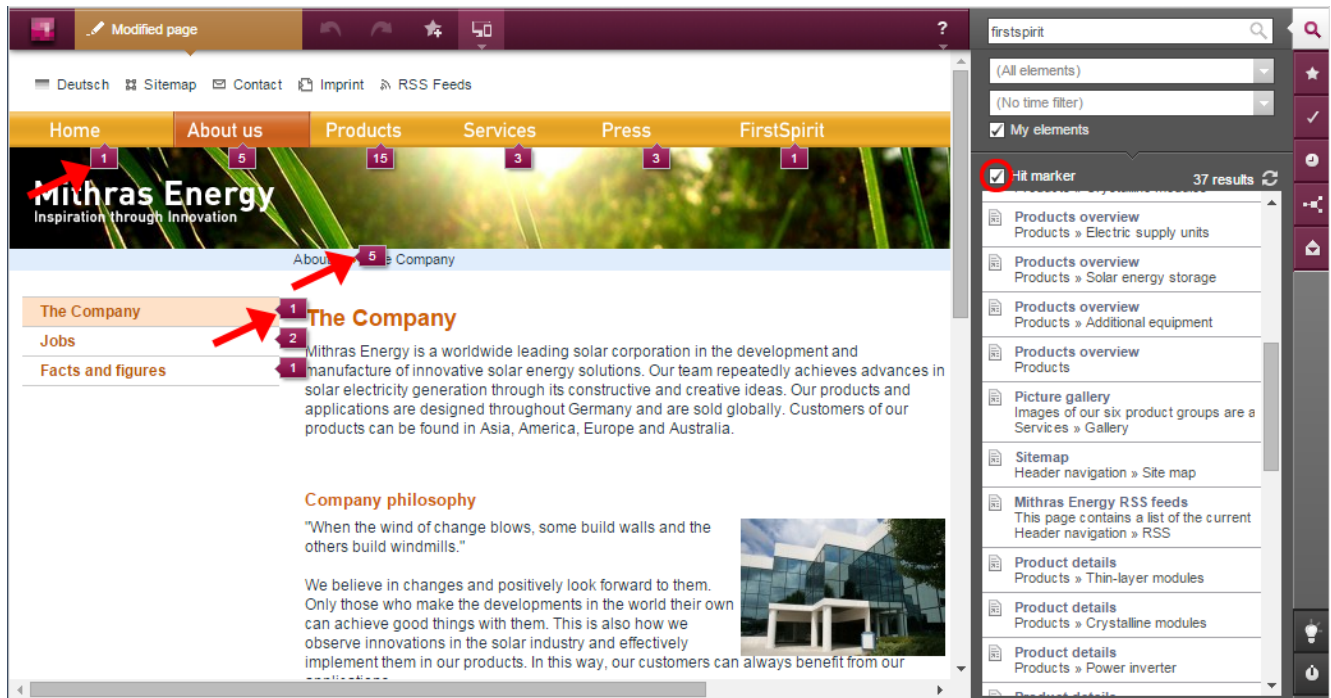 Modified page
?
Deutsch Sitemap Contact Imprint RSS Feeds
Home About us Products Services Press FirstSpirit
1 5 15 3 3 1
Mithras Energy
Inspiration through Innovation
5
Abou e Company
The Company 1
Jobs 2
Facts and figures 1
The Company
Mithras Energy is a worldwide leading solar corporation in the development and
manufacture of innovative solar energy solutions. Our team repeatedly achieves advances in
solar electricity generation through its constructive and creative ideas. Our products and
applications are designed throughout Germany and are sold globally. Customers of our
products can be found in Asia, America, Europe and Australia.
Company philosophy
"When the wind of change blows, some build walls and the
others build windmills."
We believe in changes and positively look forward to them.
Only those who make the developments in the world their own
can achieve good things with them. This is also how we
observe innovations in the solar industry and effectively
implement them in our products. In this way, our customers can always benefit from our
firstspirit
(All elements)
(No time filter)
My elements
Hit marker 37 results
Products overview
Products » Electric supply units
Products overview
Products » Solar energy storage
Products overview
Products » Additional equipment
Products overview
Products
Picture gallery
Images of our six product groups are a
Services » Gallery
Sitemap
Header navigation » Site map
Mithras Energy RSS feeds
This page contains a list of the current
Header navigation » RSS
Product details
Products » Thin-layer modules
Product details
Products » Crystalline modules
Product details
Products » Power inverter